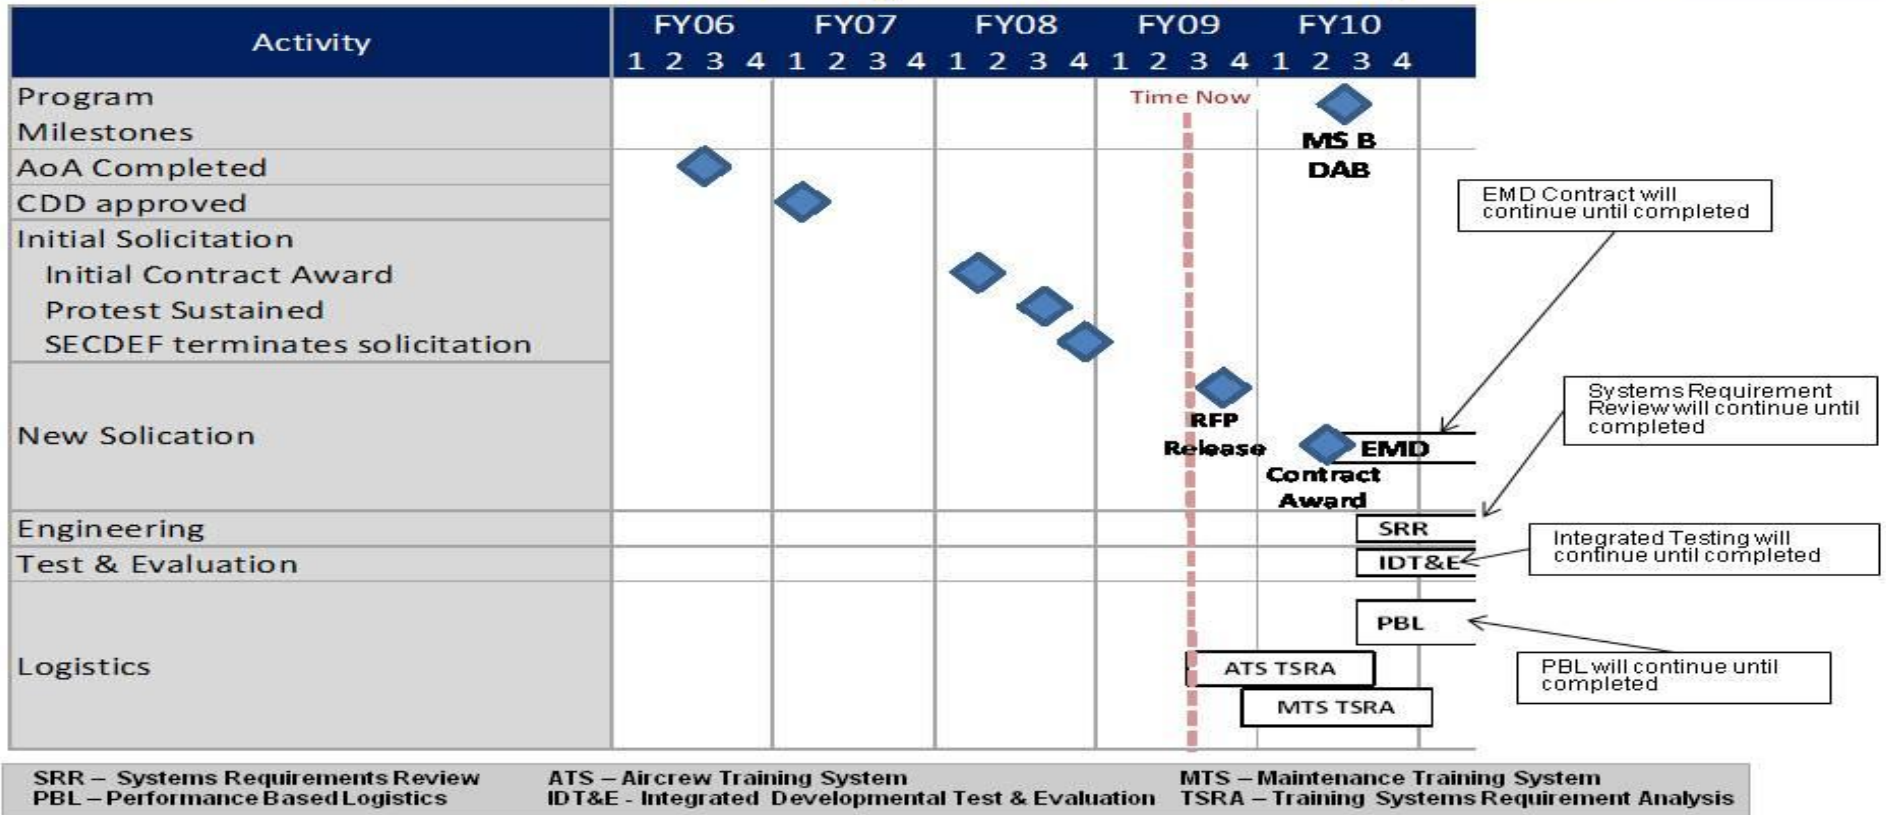 Activity
FY06 FY07 FY08 FY09 FY10
1 2 3 4 1 2 3 4 1 2 3 4 1 2 3 4 1 2 3 4
Program
Milestones
Time Now
MS B
DAB
AoA Completed
CDD approved
Initial Solicitation
Initial Contract Award
Protest Sustained
SECDEF terminates solicitation
New Solication
RFP
Release
EMD
Contract
Award
Engineering
SRR
Test & Evaluation
IDT&E
Logistics
PBL
ATS TSRA
MTS TSRA
EMD Contract will
continue until completed
Systems Requirement
Review will continue until
completed
Integrated Testing will
continue until completed
PBL will continue until
completed
SRR – Systems Requirements Review ATS – Aircrew Training System MTS – Maintenance Training System
PBL – Performance Based Logistics IDT&E - Integrated Developmental Test & Evaluation TSRA – Training Systems Requirement Analysis